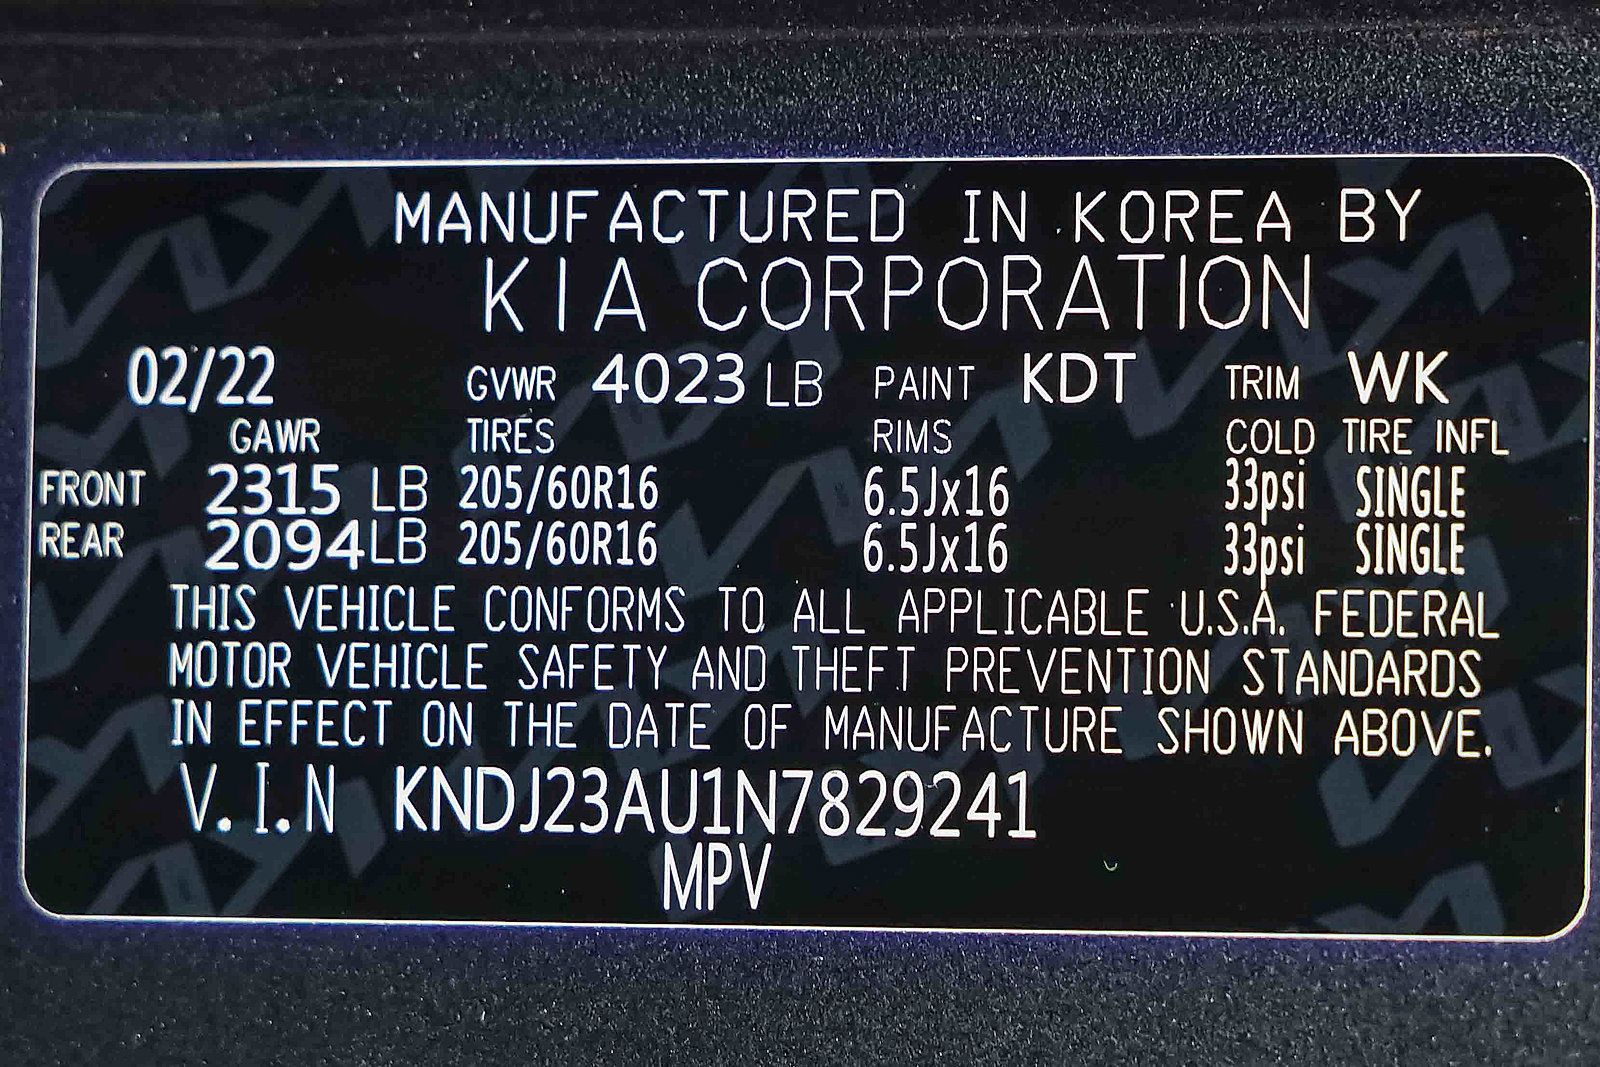 MANUFACTURED IN KOREA BY
KIA CORPORATION
02/22 GVWR 4023 LB PAINT KDT TRIM WK
GAWR TIRES RIMS COLD TIRE INFL
FRONT 2315 LB 205/60R16 6.5Jx16 33psi SINGLE
REAR 2094 LB 205/60R16 6.5Jx16 33psi SINGLE
THIS VEHICLE CONFORMS TO ALL APPLICABLE U.S.A. FEDERAL
MOTOR VEHICLE SAFETY AND THEFT PREVENTION STANDARDS
IN EFFECT ON THE DATE OF MANUFACTURE SHOWN ABOVE.
V.I.N KNDJ23AU1N7829241
MPV